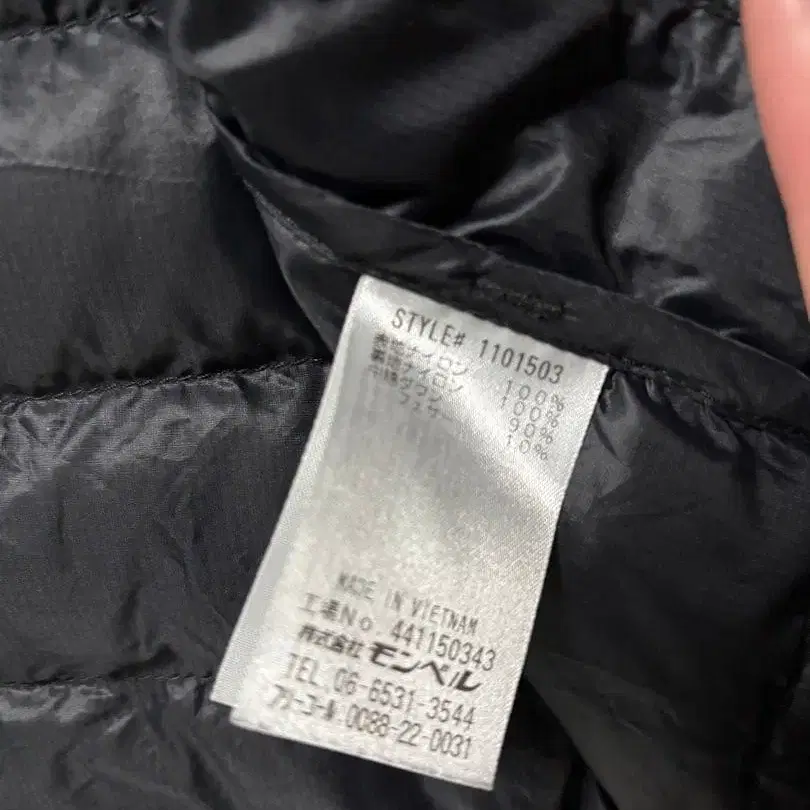 STYLE# 1101503
表地ナイロン 100%
裏地ナイロン 100%
中綿ダウン 90%
フェザー 10%
MADE IN VIETNAM
工場No. 441150343
株式会社 モンベル
TEL 06-6531-3544
フリーコール 0088-22-0031